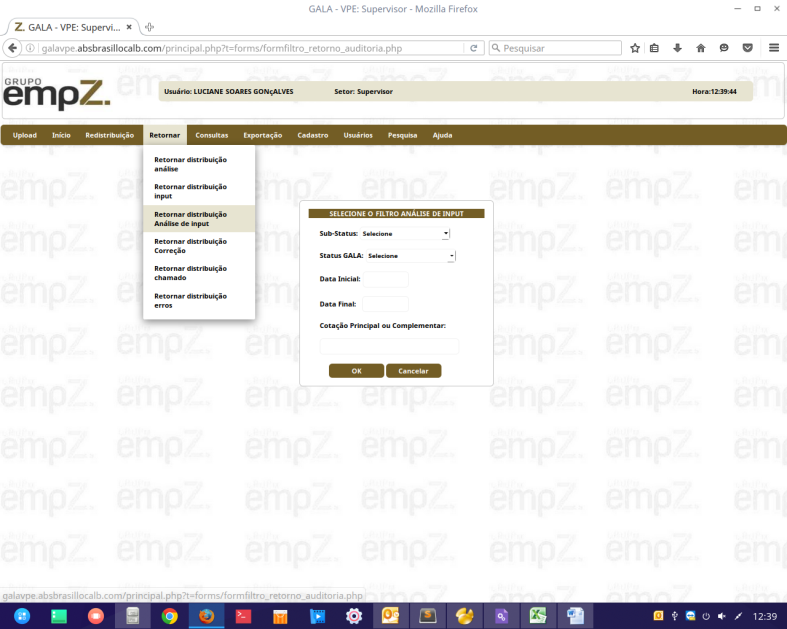 GALA - VPE: Supervisor - Mozilla Firefox
Z. GALA - VPE: Supervi...
galavpe.absbrasillocalb.com/principal.php?t=forms/formfiltro_retorno_auditoria.php
Pesquisar
GRUPO
empZ.
Usuário: LUCIANE SOARES GONçALVES Setor: Supervisor Hora:12:39:44
Upload Início Redistribuição Retornar Consultas Exportação Cadastro Usuários Pesquisa Ajuda
Retornar distribuição
análise
Retornar distribuição
input
Retornar distribuição
Análise de input
Retornar distribuição
Correção
Retornar distribuição
chamado
Retornar distribuição
erros
SELECIONE O FILTRO ANÁLISE DE INPUT
Sub-Status: Selecione
Status GALA: Selecione
Data Inicial:
Data Final:
Cotação Principal ou Complementar:
OK Cancelar
galavpe.absbrasillocalb.com/principal.php?t=forms/formfiltro_retorno_auditoria.php
12:39